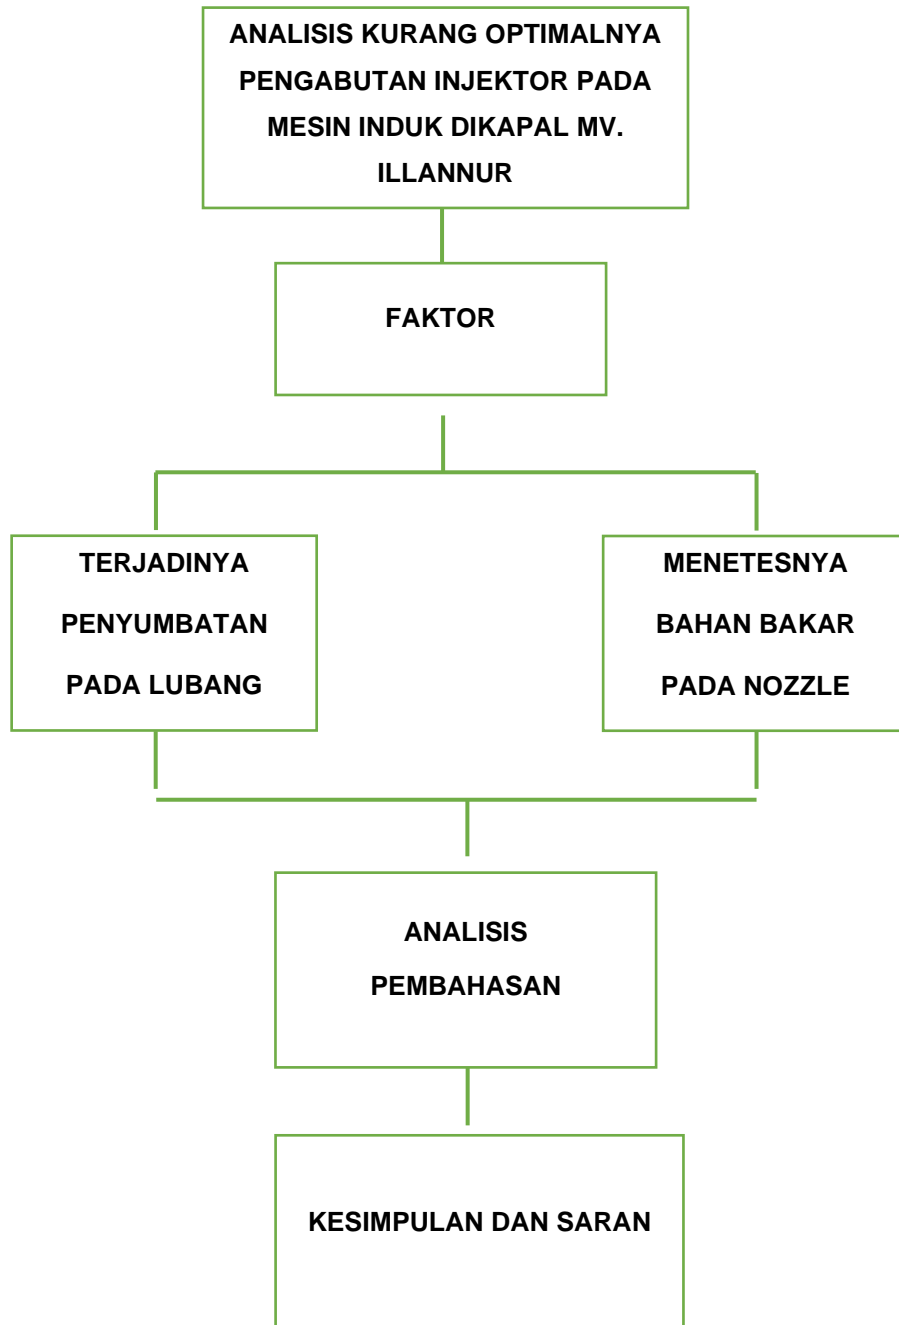 ANALISIS KURANG OPTIMALNYA
PENGABUTAN INJEKTOR PADA
MESIN INDUK DIKAPAL MV.
ILLANNUR
FAKTOR
TERJADINYA
PENYUMBATAN
PADA LUBANG
MENETESNYA
BAHAN BAKAR
PADA NOZZLE
ANALISIS
PEMBAHASAN
KESIMPULAN DAN SARAN